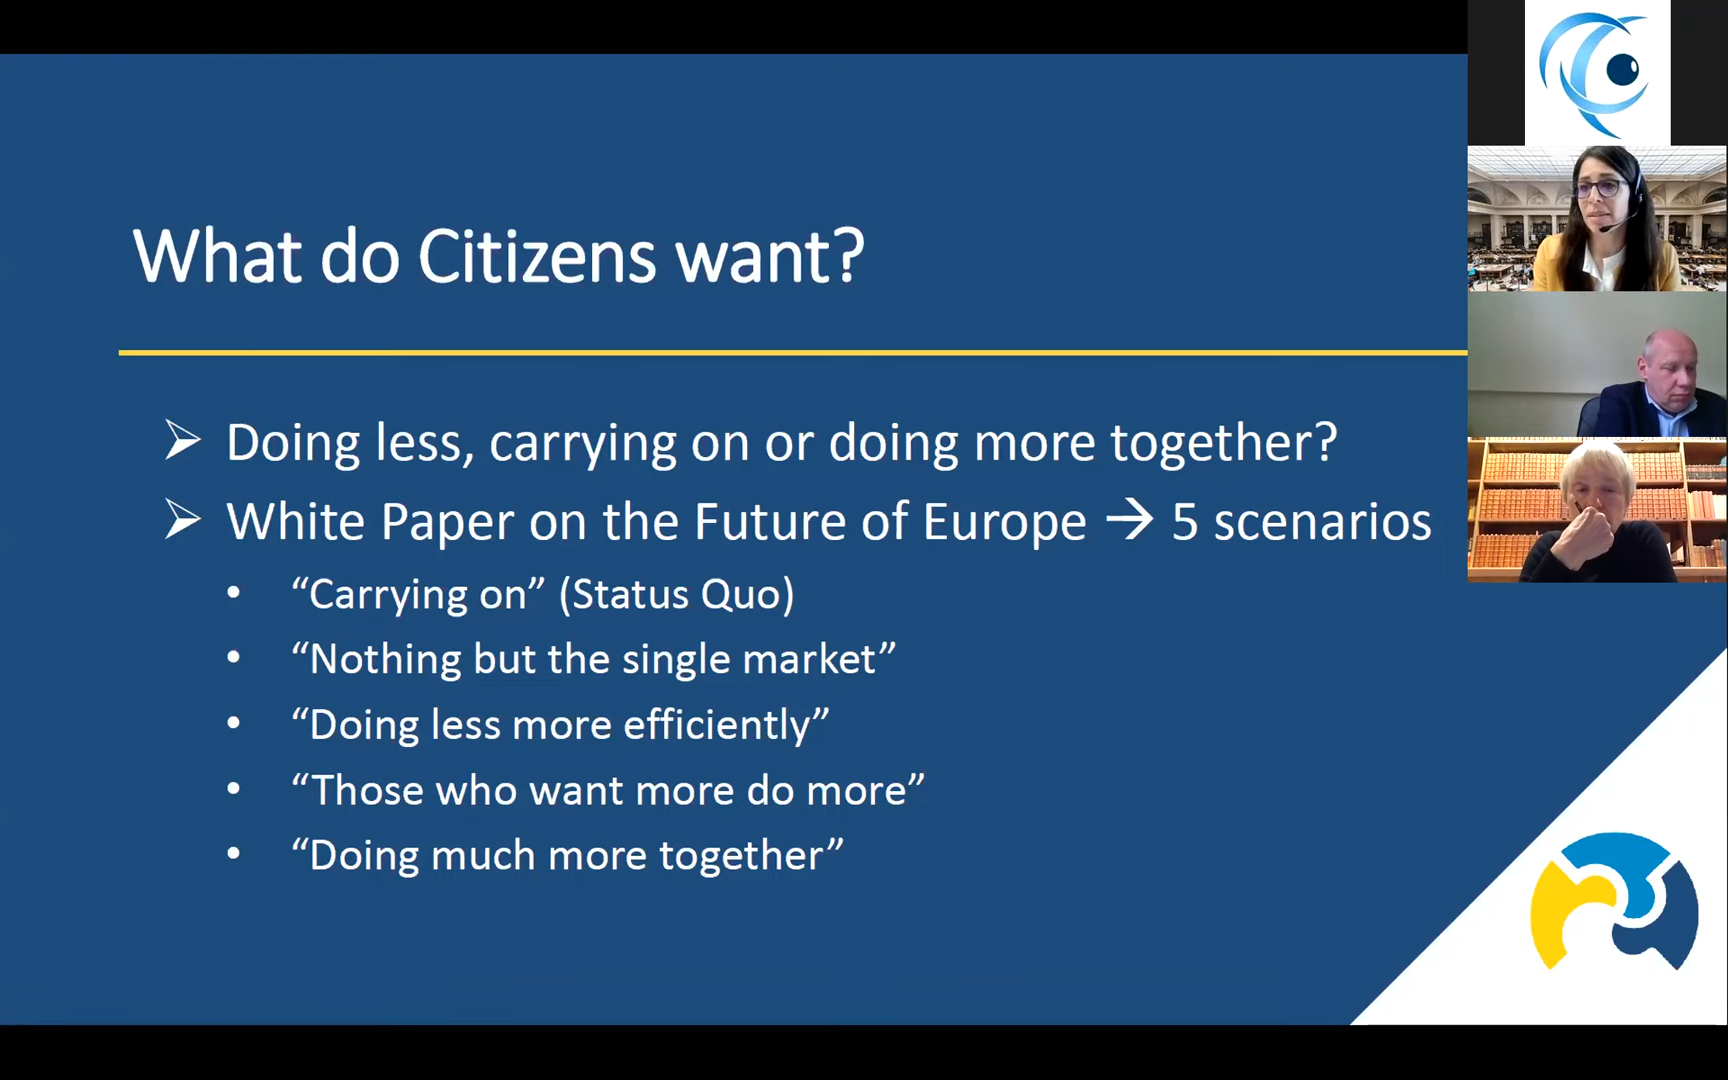 What do Citizens want?
➢ Doing less, carrying on or doing more together?
➢ White Paper on the Future of Europe → 5 scenarios
• “Carrying on” (Status Quo)
• “Nothing but the single market”
• “Doing less more efficiently”
• “Those who want more do more”
• “Doing much more together”